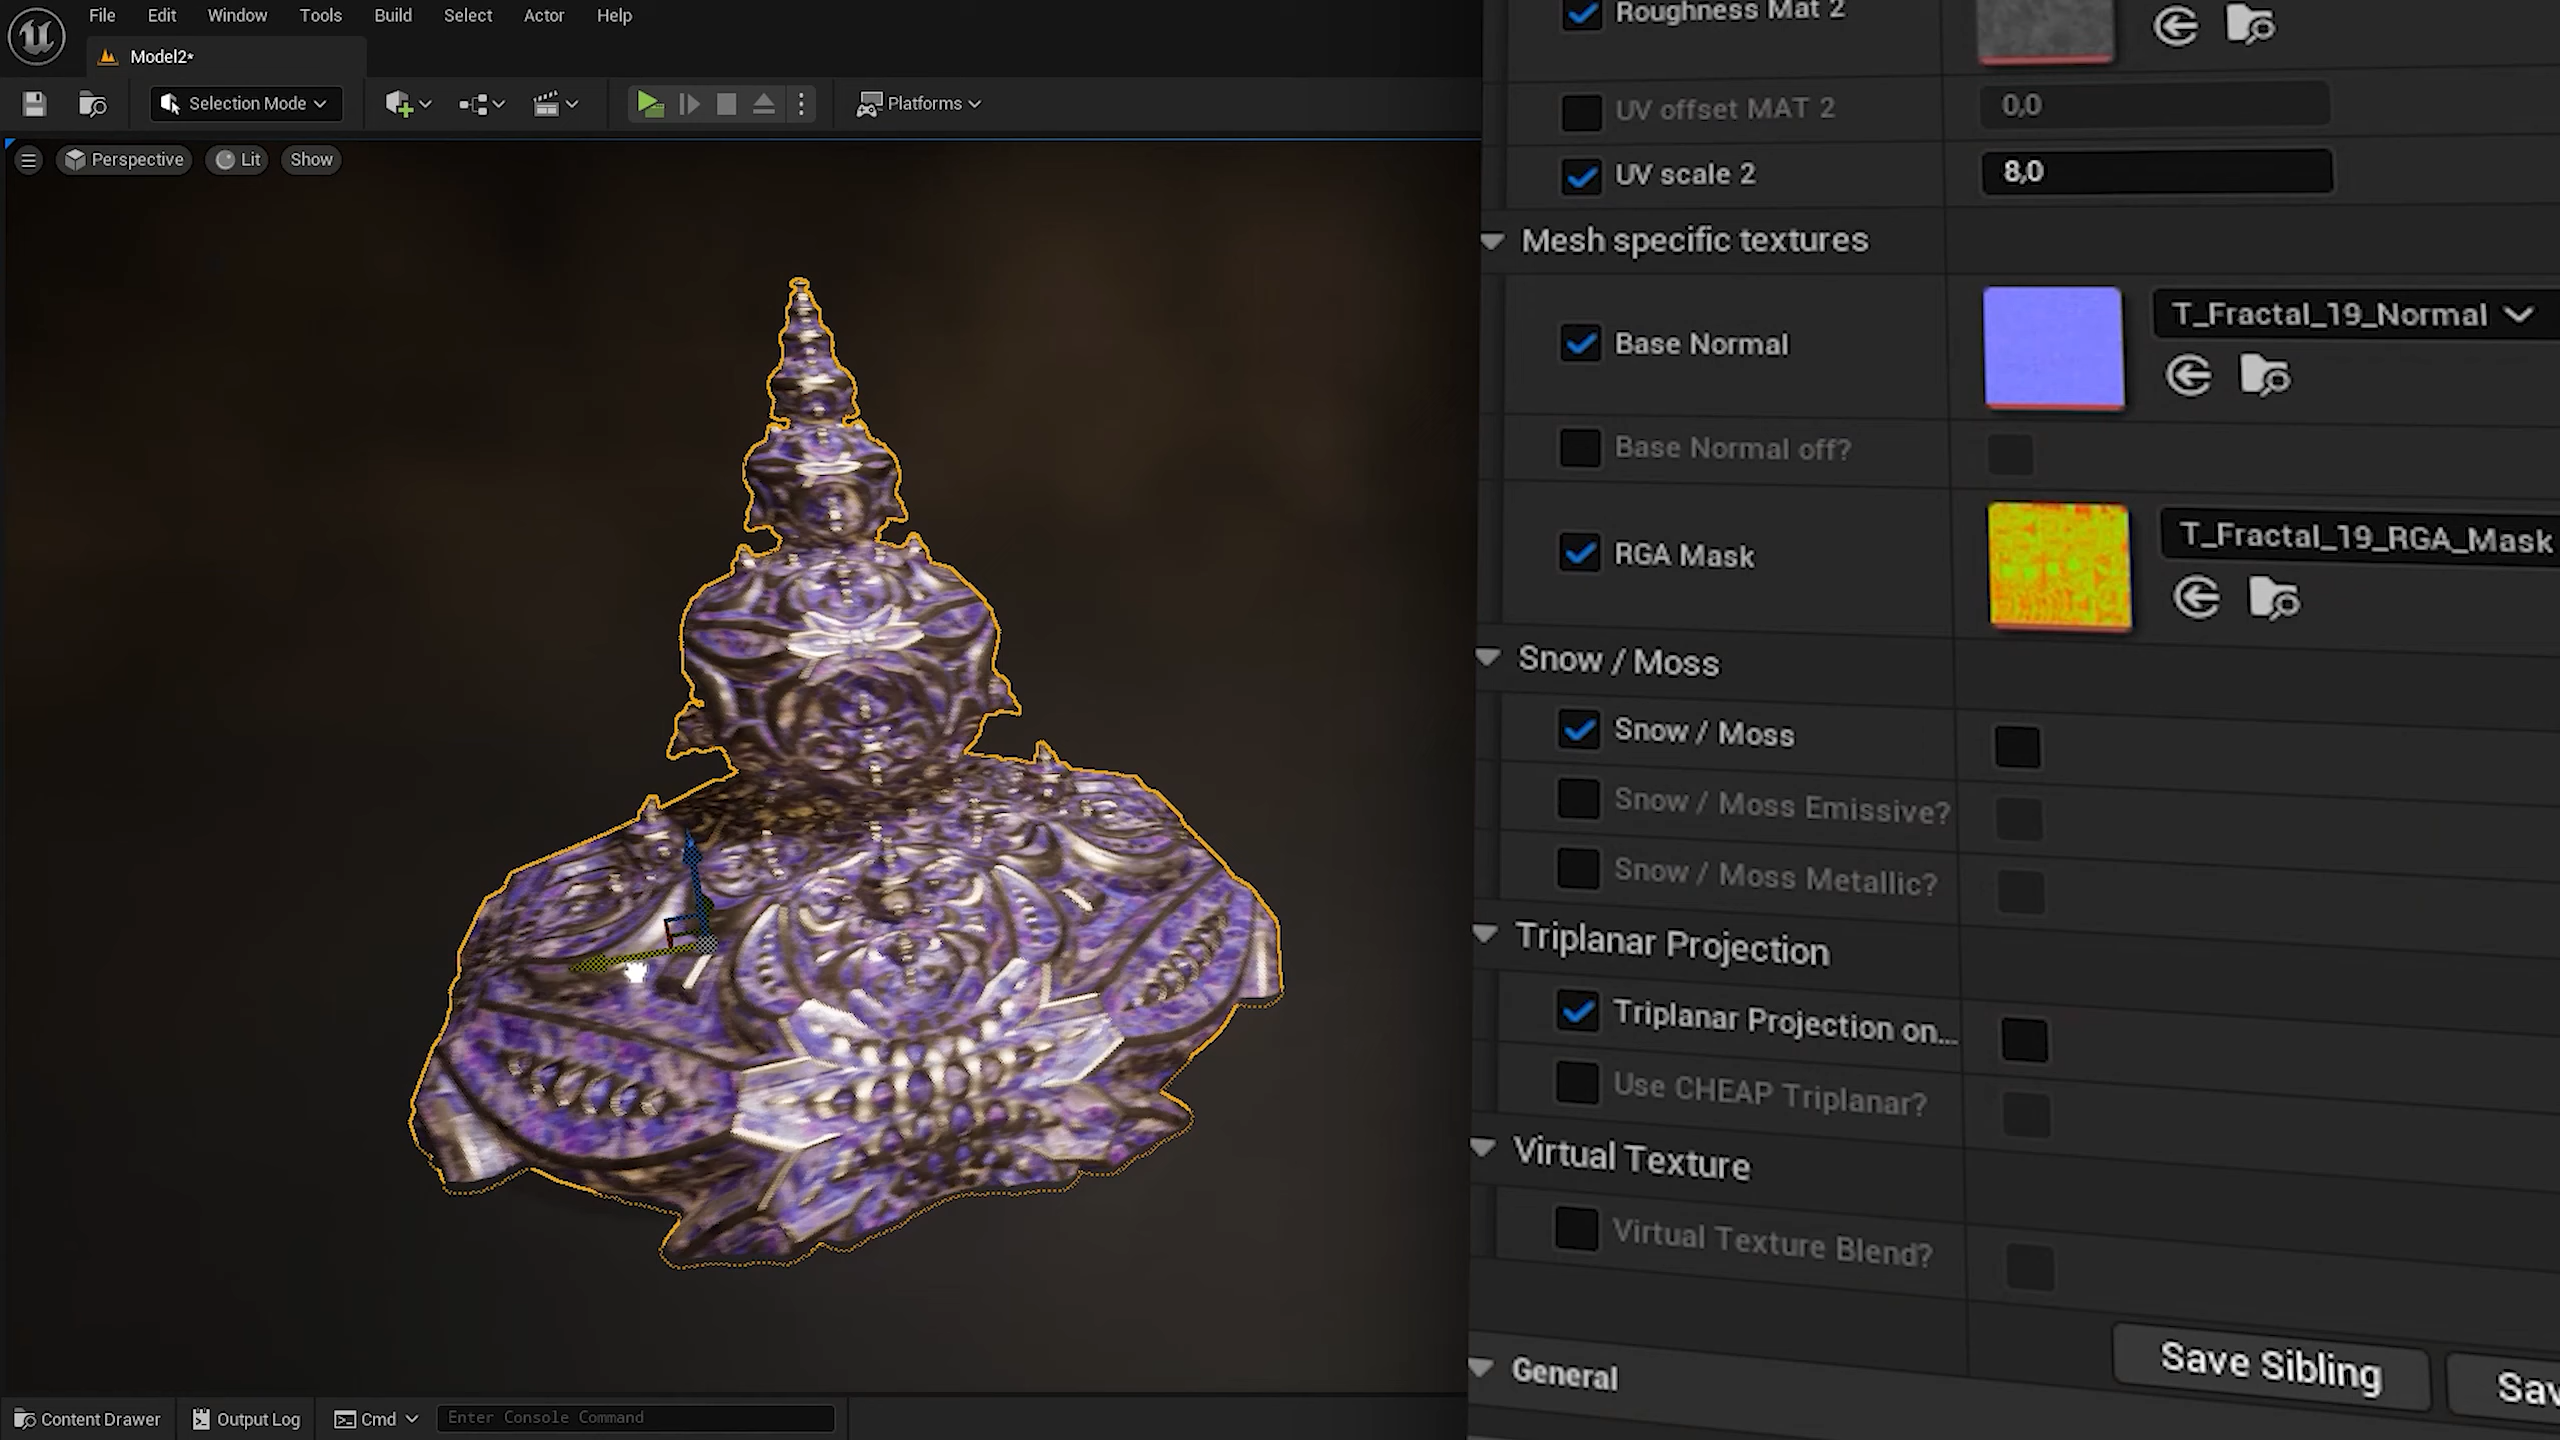 File Edit Window Tools Build Select Actor Help
Model2*
Selection Mode
Platforms
Perspective Lit Show
Roughness Mat 2
UV offset MAT 2 0,0
UV scale 2 8,0
Mesh specific textures
Base Normal T_Fractal_19_Normal
Base Normal off?
RGA Mask T_Fractal_19_RGA_Mask
Snow / Moss
Snow / Moss
Snow / Moss Emissive?
Snow / Moss Metallic?
Triplanar Projection
Triplanar Projection on...
Use CHEAP Triplanar?
Virtual Texture
Virtual Texture Blend?
Save Sibling Sav
General
Content Drawer Output Log Cmd Enter Console Command